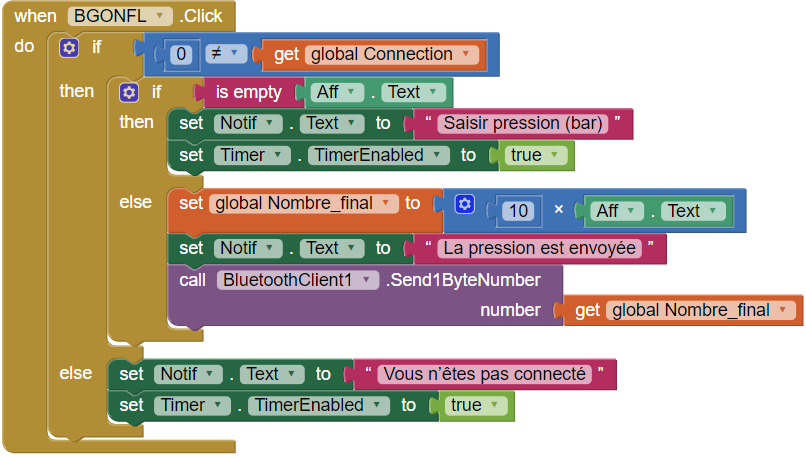 when BGONFL .Click
do if 0 ≠ get global Connection
then if is empty Aff . Text
then set Notif . Text to " Saisir pression (bar) "
set Timer . TimerEnabled to true
else set global Nombre_final to 10 × Aff . Text
set Notif . Text to " La pression est envoyée "
call BluetoothClient1 .Send1ByteNumber
number get global Nombre_final
else set Notif . Text to " Vous n'êtes pas connecté "
set Timer . TimerEnabled to true